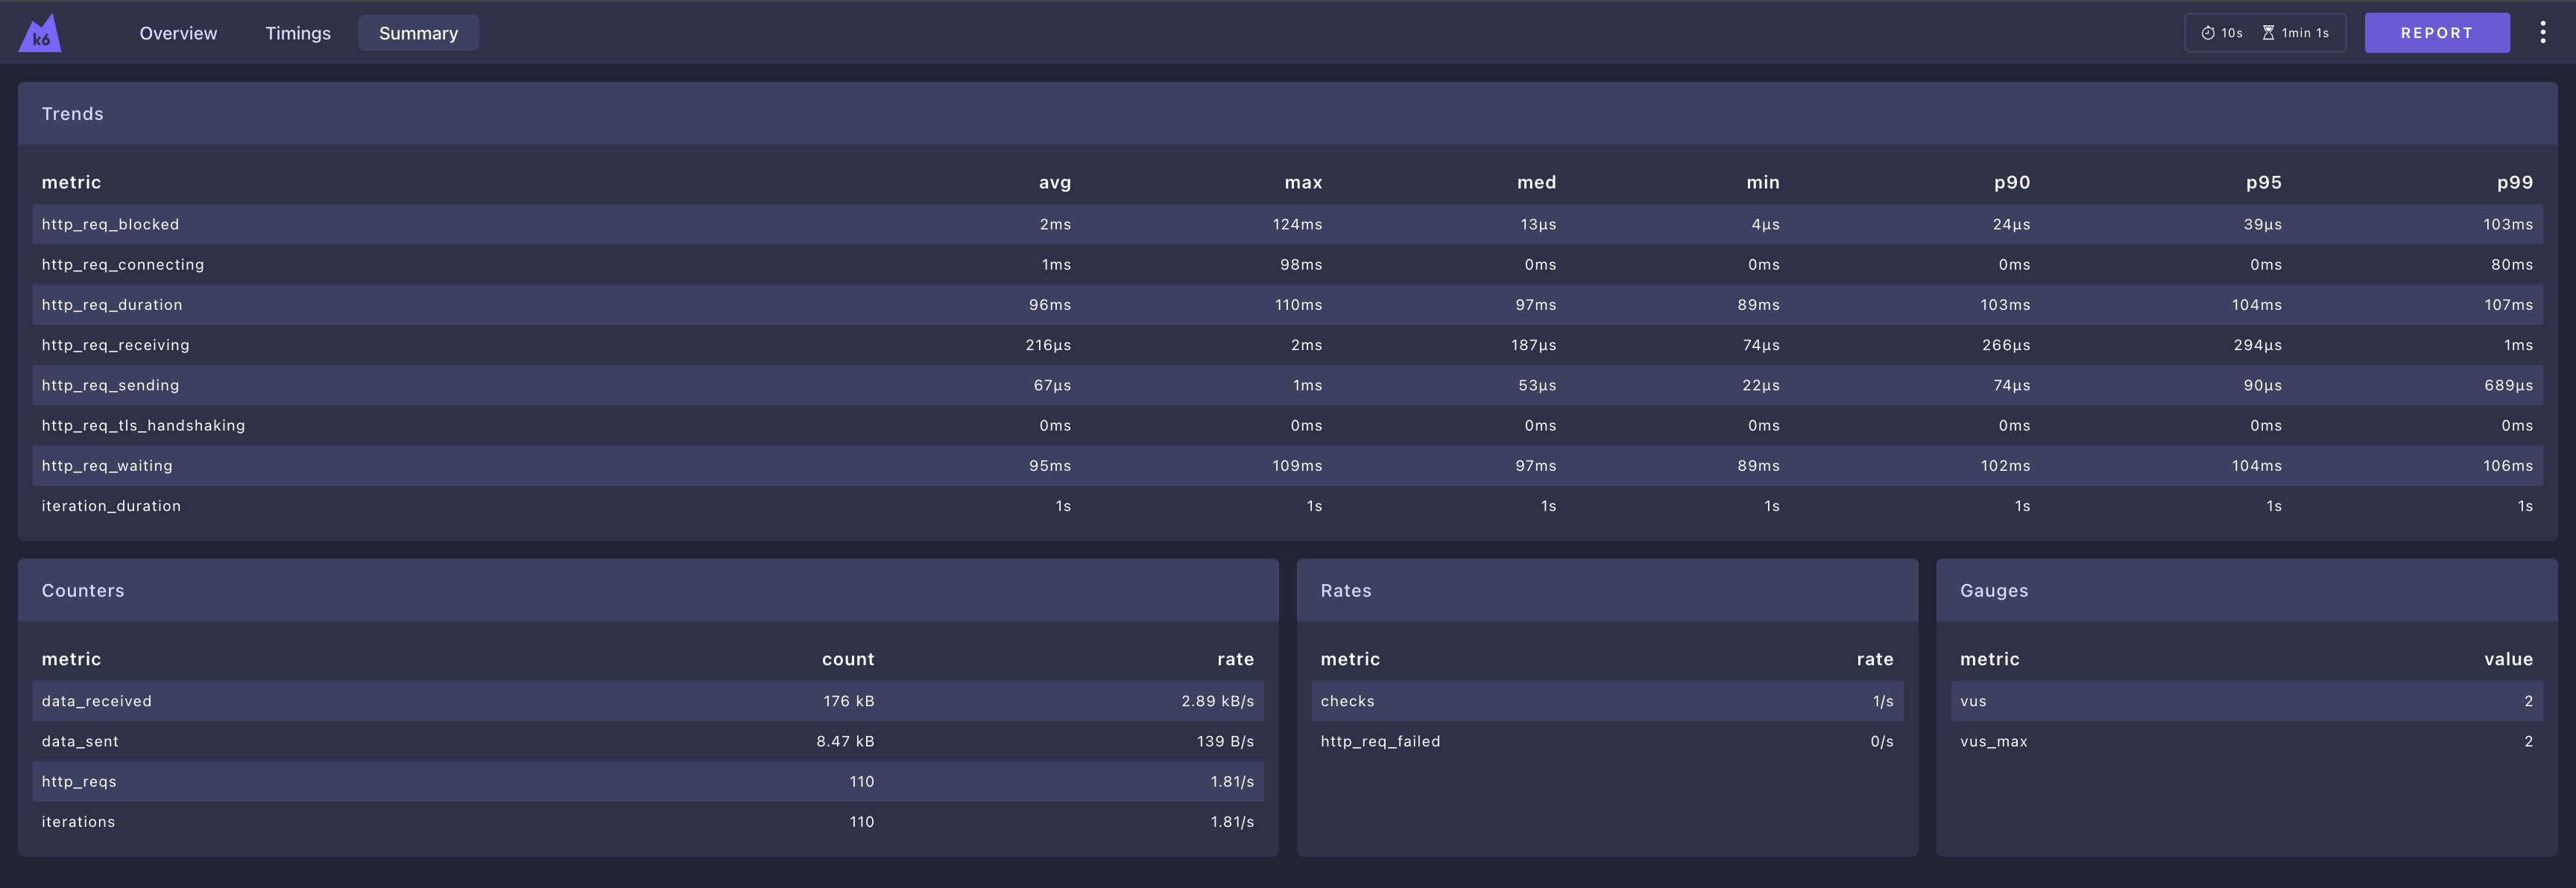 k6 Overview Timings Summary 10s 1min 1s REPORT
Trends
metric avg max med min p90 p95 p99
http_req_blocked 2ms 124ms 13µs 4µs 24µs 39µs 103ms
http_req_connecting 1ms 98ms 0ms 0ms 0ms 0ms 80ms
http_req_duration 96ms 110ms 97ms 89ms 103ms 104ms 107ms
http_req_receiving 216µs 2ms 187µs 74µs 266µs 294µs 1ms
http_req_sending 67µs 1ms 53µs 22µs 74µs 90µs 689µs
http_req_tls_handshaking 0ms 0ms 0ms 0ms 0ms 0ms 0ms
http_req_waiting 95ms 109ms 97ms 89ms 102ms 104ms 106ms
iteration_duration 1s 1s 1s 1s 1s 1s 1s
Counters
metric count rate
data_received 176 kB 2.89 kB/s
data_sent 8.47 kB 139 B/s
http_reqs 110 1.81/s
iterations 110 1.81/s
Rates
metric rate
checks 1/s
http_req_failed 0/s
Gauges
metric value
vus 2
vus_max 2